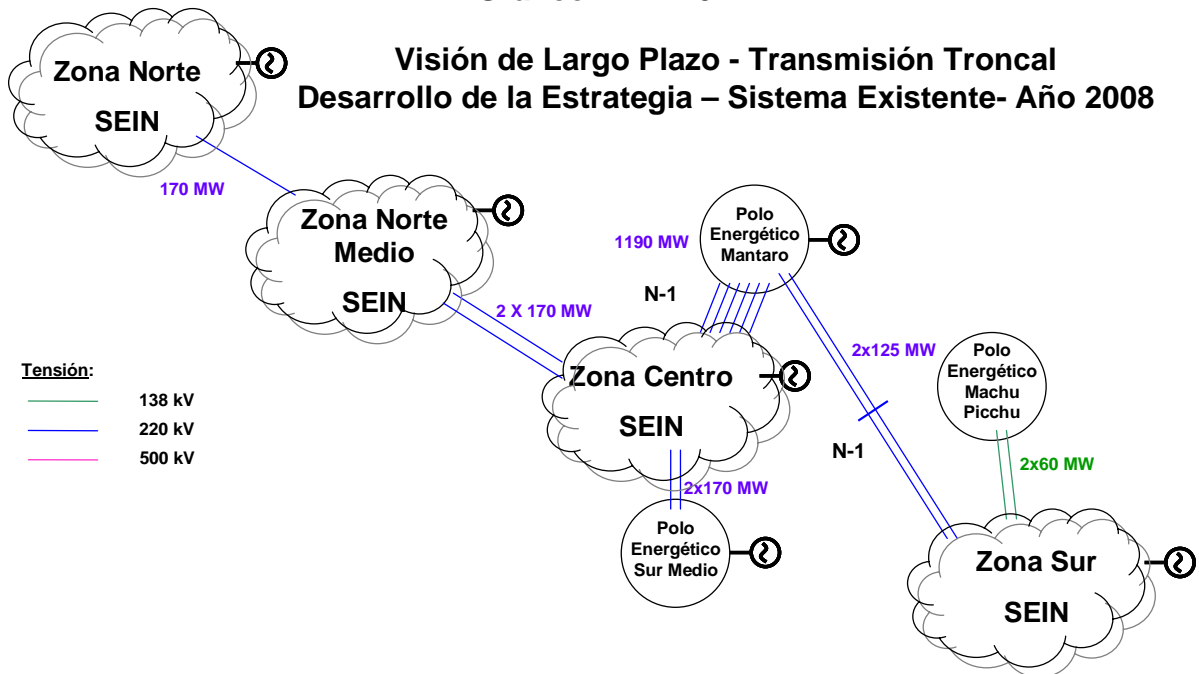 Visión de Largo Plazo - Transmisión Troncal
Desarrollo de la Estrategia – Sistema Existente- Año 2008
Zona Norte
SEIN
170 MW
Zona Norte
Medio
SEIN
2 X 170 MW
Polo
Energético
Mantaro
1190 MW
N-1
Zona Centro
SEIN
2x125 MW
N-1
Polo
Energético
Machu
Picchu
2x60 MW
2x170 MW
Polo
Energético
Sur Medio
Zona Sur
SEIN
Tensión:
138 kV
220 kV
500 kV